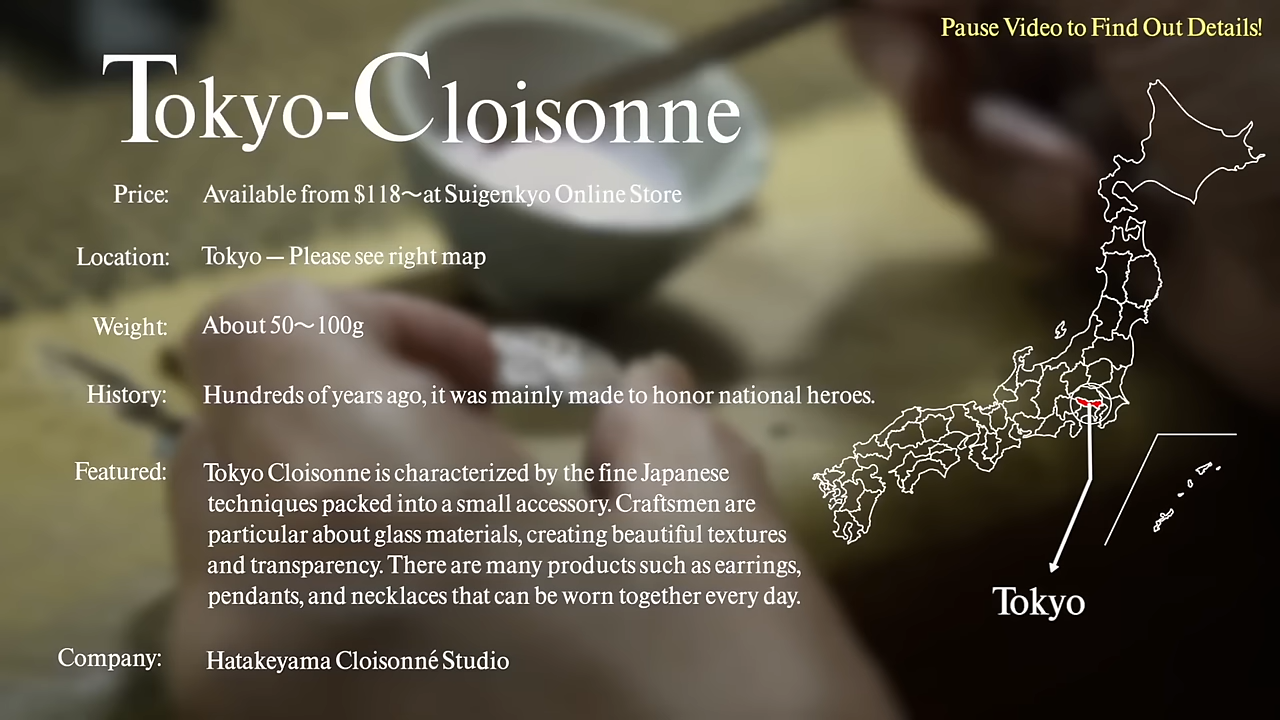 Pause Video to Find Out Details!
Tokyo-Cloisonne
Price: Available from $118～at Suigenkyo Online Store
Location: Tokyo — Please see right map
Weight: About 50～100g
History: Hundreds of years ago, it was mainly made to honor national heroes.
Featured: Tokyo Cloisonne is characterized by the fine Japanese
techniques packed into a small accessory. Craftsmen are
particular about glass materials, creating beautiful textures
and transparency. There are many products such as earrings,
pendants, and necklaces that can be worn together every day.
Tokyo
Company: Hatakeyama Cloisonné Studio